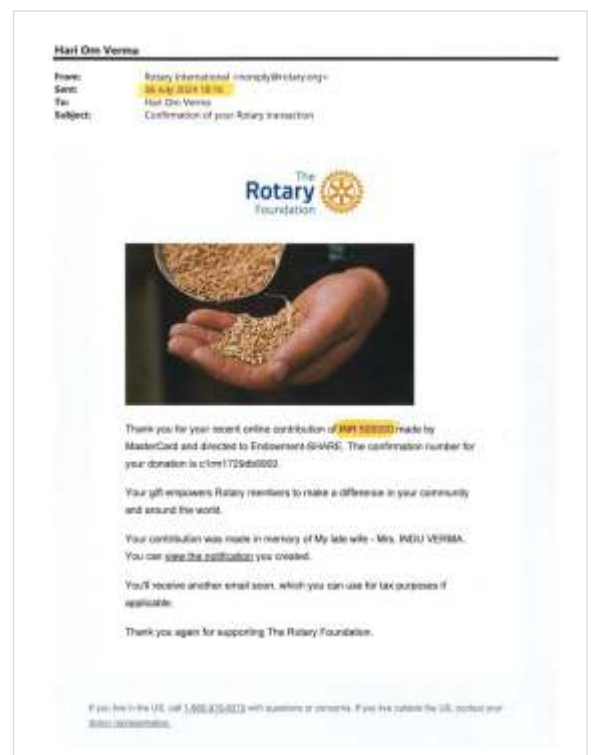 Hari Om Verma
From: Rotary International <noreply@rotary.org>
Sent: 06 July 2024
To: Hari Om Verma
Subject: Confirmation of your Rotary transaction
The
Rotary
Foundation
Thank you for your recent online contribution of INR made by
MasterCard and directed to Endowment-SHARE. The confirmation number for
your donation is
Your gift empowers Rotary members to make a difference in your community
and around the world.
Your contribution was made in memory of My late wife - Mrs. INDU VERMA.
You can view the notification you created.
You'll receive another email soon, which you can use for tax purposes if
applicable.
Thank you again for supporting The Rotary Foundation.
If you live in the US, call with questions or concerns. If you live outside the US, contact your
donor representative.